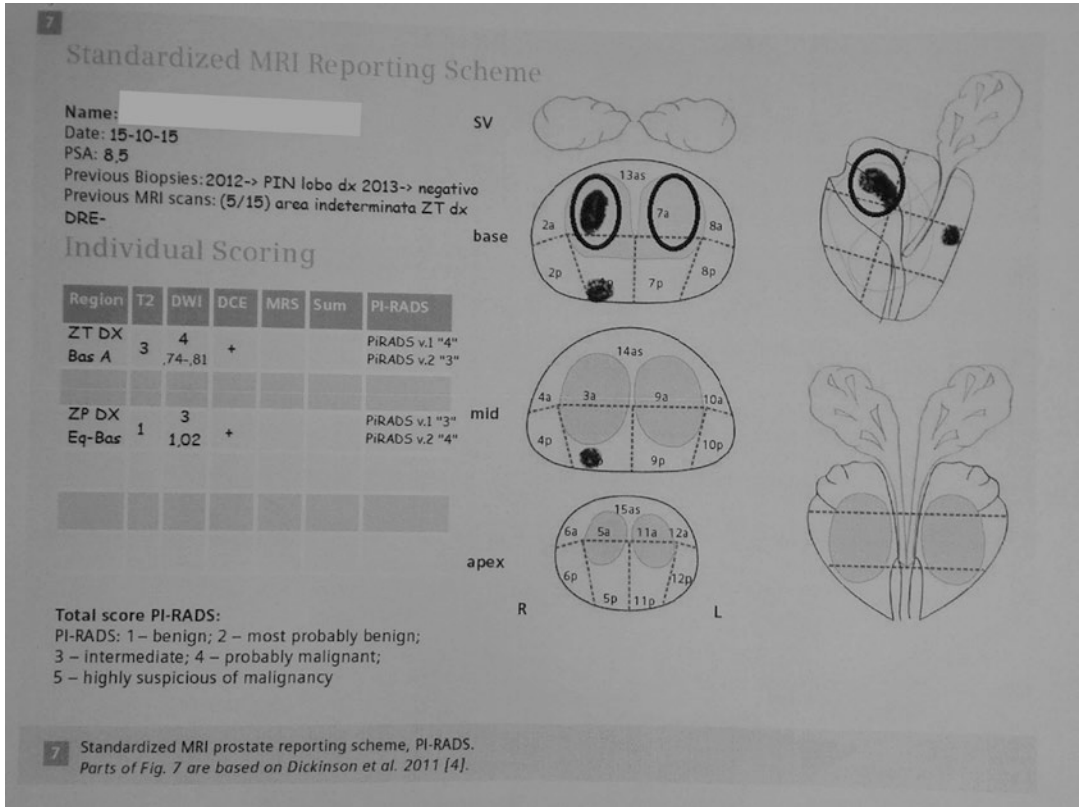 7
Standardized MRI Reporting Scheme
Name:
Date: 15-10-15
PSA: 8,5
Previous Biopsies: 2012-> PIN lobo dx 2013-> negativo
Previous MRI scans: (5/15) area indeterminata ZT dx
DRE-
Individual Scoring
Region T2 DWI DCE MRS Sum PI-RADS
ZT DX 3 4 + PiRADS v.1 "4"
Bas A .74-.81 PiRADS v.2 "3"
ZP DX 1 3 + PiRADS v.1 "3"
Eq-Bas 1,02 PiRADS v.2 "4"
Total score PI-RADS:
PI-RADS: 1 – benign; 2 – most probably benign;
3 – intermediate; 4 – probably malignant;
5 – highly suspicious of malignancy
SV
13as
2a 7a 8a
base
2p 7p 8p
14as
4a 3a 9a 10a
mid
4p 9p 10p
15as
6a 5a 11a 12a
apex
6p 5p 11p 12p
R L
7 Standardized MRI prostate reporting scheme, PI-RADS.
Parts of Fig. 7 are based on Dickinson et al. 2011 [4].